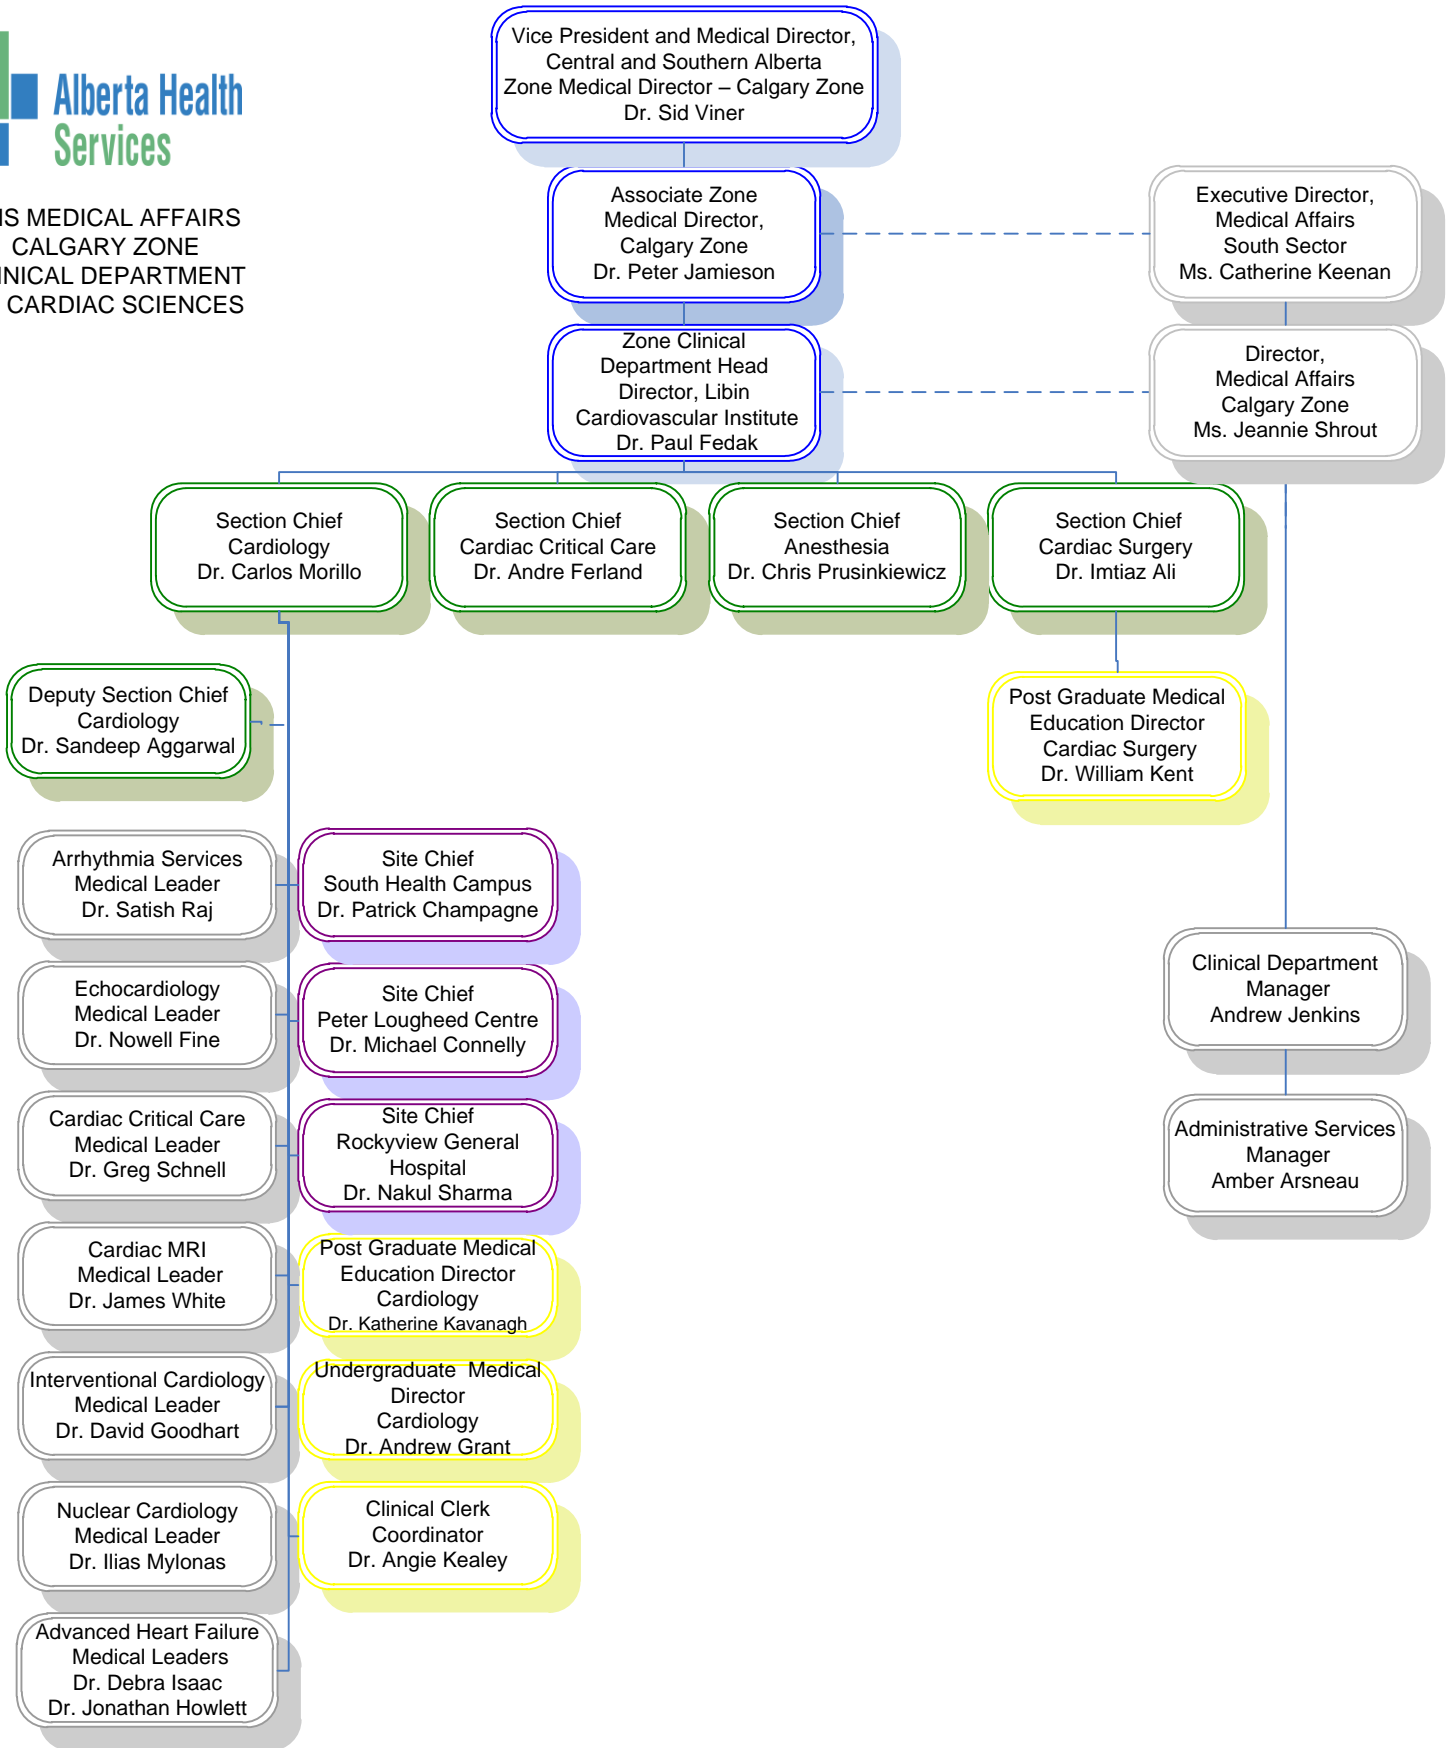 Alberta Health
Services
MEDICAL AFFAIRS
CALGARY ZONE
DEPARTMENT
CARDIAC SCIENCES
Vice President and Medical Director,
Central and Southern Alberta
Zone Medical Director – Calgary Zone
Dr. Sid Viner
Associate Zone
Medical Director,
Calgary Zone
Dr. Peter Jamieson
Executive Director,
Medical Affairs
South Sector
Ms. Catherine Keenan
Zone Clinical
Department Head
Director, Libin
Cardiovascular Institute
Dr. Paul Fedak
Director,
Medical Affairs
Calgary Zone
Ms. Jeannie Shrout
Section Chief
Cardiology
Dr. Carlos Morillo
Section Chief
Cardiac Critical Care
Dr. Andre Ferland
Section Chief
Anesthesia
Dr. Chris Prusinkiewicz
Section Chief
Cardiac Surgery
Dr. Imtiaz Ali
Deputy Section Chief
Cardiology
Dr. Sandeep Aggarwal
Post Graduate Medical
Education Director
Cardiac Surgery
Dr. William Kent
Arrhythmia Services
Medical Leader
Dr. Satish Raj
Site Chief
South Health Campus
Dr. Patrick Champagne
Echocardiology
Medical Leader
Dr. Nowell Fine
Site Chief
Peter Lougheed Centre
Dr. Michael Connelly
Clinical Department
Manager
Andrew Jenkins
Cardiac Critical Care
Medical Leader
Dr. Greg Schnell
Site Chief
Rockyview General
Hospital
Dr. Nakul Sharma
Administrative Services
Manager
Amber Arsneau
Cardiac MRI
Medical Leader
Dr. James White
Post Graduate Medical
Education Director
Cardiology
Dr. Katherine Kavanagh
Interventional Cardiology
Medical Leader
Dr. David Goodhart
Undergraduate  Medical
Director
Cardiology
Dr. Andrew Grant
Nuclear Cardiology
Medical Leader
Dr. Ilias Mylonas
Clinical Clerk
Coordinator
Dr. Angie Kealey
Advanced Heart Failure
Medical Leaders
Dr. Debra Isaac
Dr. Jonathan Howlett